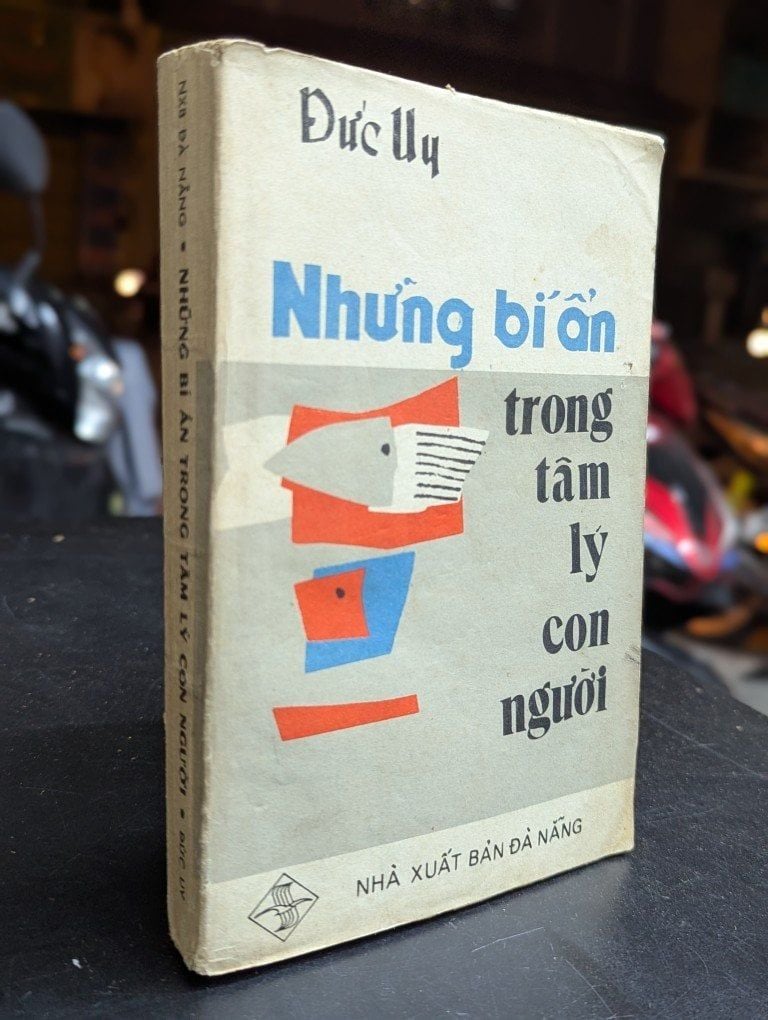 Đức Uy
Những bí ẩn
trong
tâm
lý
con
người
NHÀ XUẤT BẢN ĐÀ NẴNG
NXB ĐÀ NẴNG • NHỮNG BÍ ẨN TRONG TÂM LÝ CON NGƯỜI • ĐỨC UY